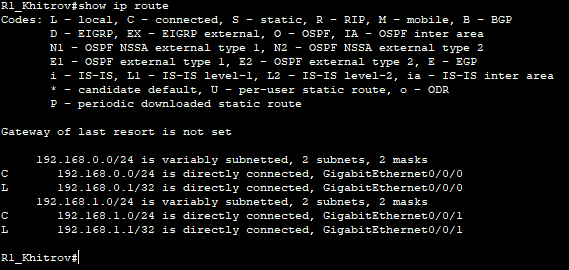 R1_Khitrov#show ip route
Codes: L - local, C - connected, S - static, R - RIP, M - mobile, B - BGP
       D - EIGRP, EX - EIGRP external, O - OSPF, IA - OSPF inter area
       N1 - OSPF NSSA external type 1, N2 - OSPF NSSA external type 2
       E1 - OSPF external type 1, E2 - OSPF external type 2, E - EGP
       i - IS-IS, L1 - IS-IS level-1, L2 - IS-IS level-2, ia - IS-IS inter area
       * - candidate default, U - per-user static route, o - ODR
       P - periodic downloaded static route

Gateway of last resort is not set

     192.168.0.0/24 is variably subnetted, 2 subnets, 2 masks
C       192.168.0.0/24 is directly connected, GigabitEthernet0/0/0
L       192.168.0.1/32 is directly connected, GigabitEthernet0/0/0
     192.168.1.0/24 is variably subnetted, 2 subnets, 2 masks
C       192.168.1.0/24 is directly connected, GigabitEthernet0/0/1
L       192.168.1.1/32 is directly connected, GigabitEthernet0/0/1

R1_Khitrov#